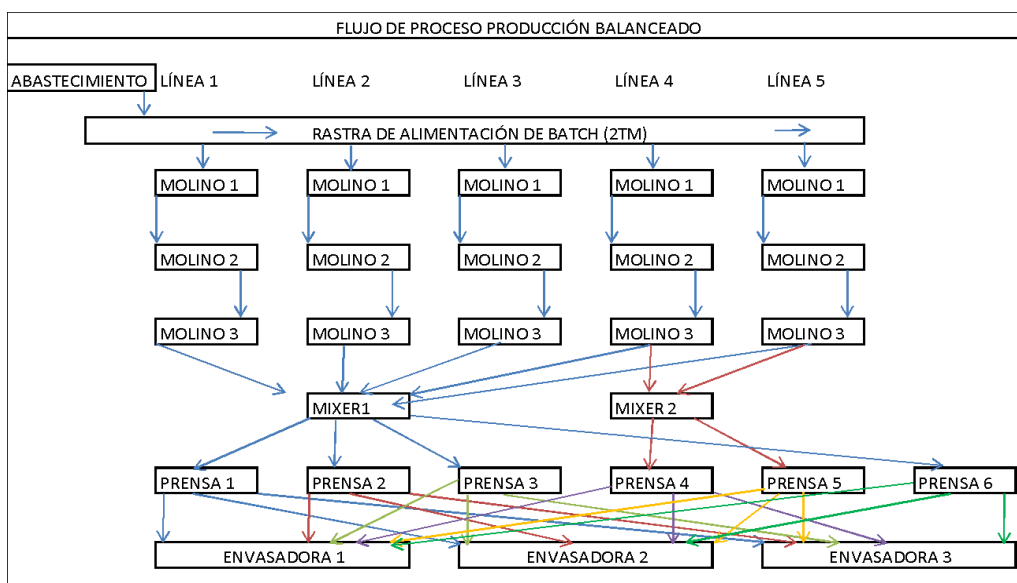 FLUJO DE PROCESO PRODUCCIÓN BALANCEADO
ABASTECIMIENTO LÍNEA 1 LÍNEA 2 LÍNEA 3 LÍNEA 4 LÍNEA 5
RASTRA DE ALIMENTACIÓN DE BATCH (2TM)
MOLINO 1 MOLINO 1 MOLINO 1 MOLINO 1 MOLINO 1
MOLINO 2 MOLINO 2 MOLINO 2 MOLINO 2 MOLINO 2
MOLINO 3 MOLINO 3 MOLINO 3 MOLINO 3 MOLINO 3
MIXER1 MIXER 2
PRENSA 1 PRENSA 2 PRENSA 3 PRENSA 4 PRENSA 5 PRENSA 6
ENVASADORA 1 ENVASADORA 2 ENVASADORA 3